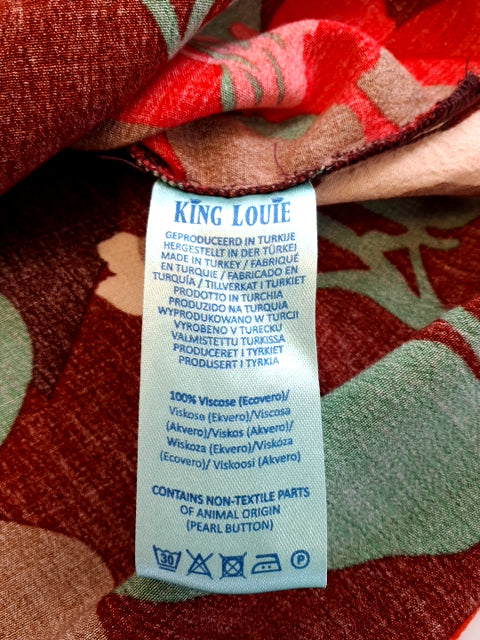 KING LOUIE
GEPRODUCEERD IN TURKIJE
HERGESTELLT IN DER TÜRKEI
MADE IN TURKEY / FABRIQUÉ
EN TURQUIE / FABRICADO EN
TURQUÍA / TILLVERKAT I TURKIET
PRODOTTO IN TURCHIA
PRODUZIDO NA TURQUIA
WYPRODUKOWANO W TURCJI
VYROBENO V TURECKU
VALMISTETTU TURKISSA
PRODUCERET I TYRKIET
PRODUSERT I TYRKIA
100% Viscose (Ecovero)/
Viskose (Ekvero)/Viscosa
(Akvero)/Viskos (Akvero)/
Wiskoza (Ekvero)/Viskóza
(Ecovero)/ Viskoosi (Akvero)
CONTAINS NON-TEXTILE PARTS
OF ANIMAL ORIGIN
(PEARL BUTTON)
30 P